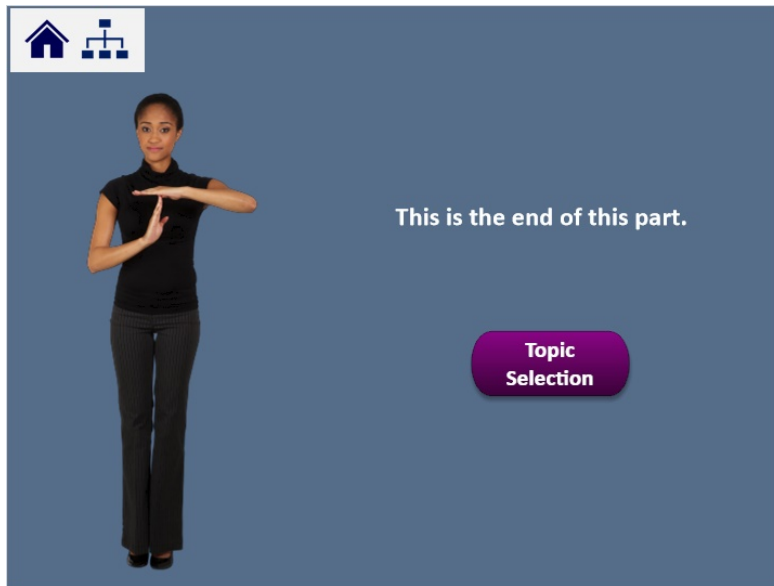 This is the end of this part.
Topic
Selection